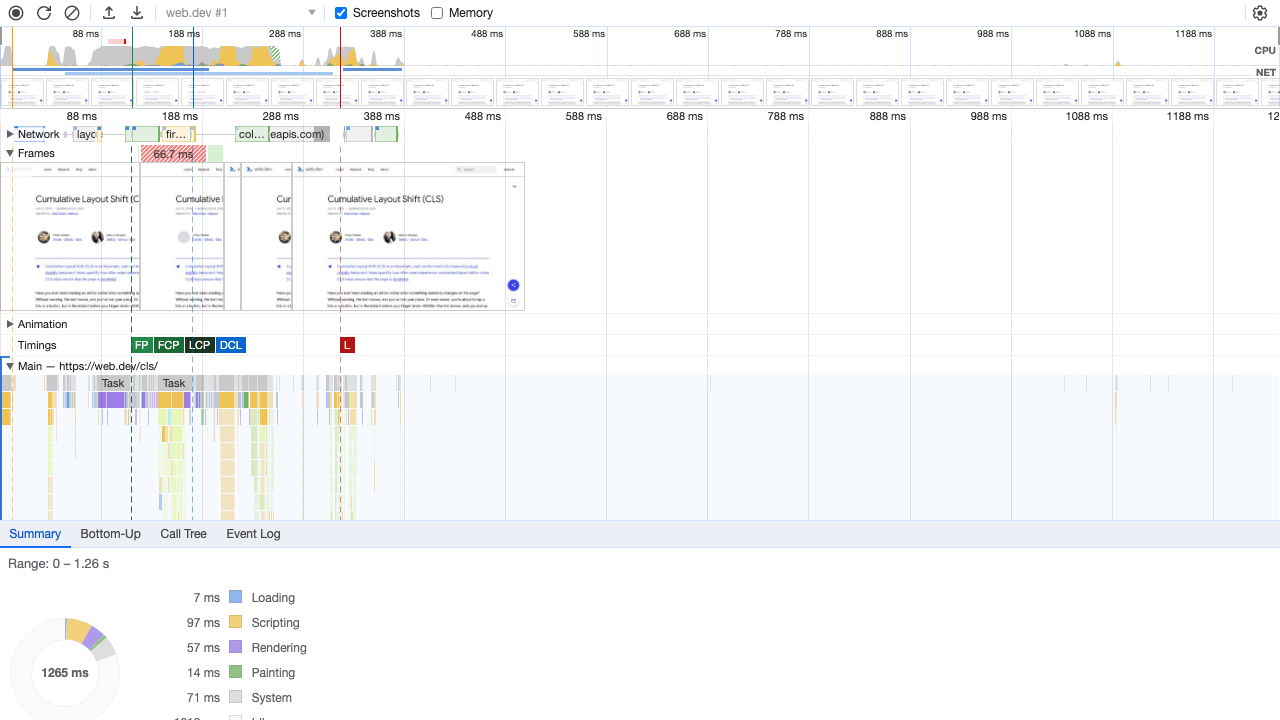 web.dev #1 Screenshots Memory
88 ms 188 ms 288 ms 388 ms 488 ms 588 ms 688 ms 788 ms 888 ms 988 ms 1088 ms 1188 ms
CPU
NET
88 ms 188 ms 288 ms 388 ms 488 ms 588 ms 688 ms 788 ms 888 ms 988 ms 1088 ms 1188 ms 12
Network layc fir... col... eapis.com)
Frames 66.7 ms
Cumulative Layout Shift (C Cumulative Cur Cumulative Layout Shift (CLS)
Animation
Timings FP FCP LCP DCL L
Main — https://web.dev/cls/
Task Task
Summary Bottom-Up Call Tree Event Log
Range: 0 – 1.26 s
7 ms Loading
97 ms Scripting
57 ms Rendering
14 ms Painting
71 ms System
1265 ms